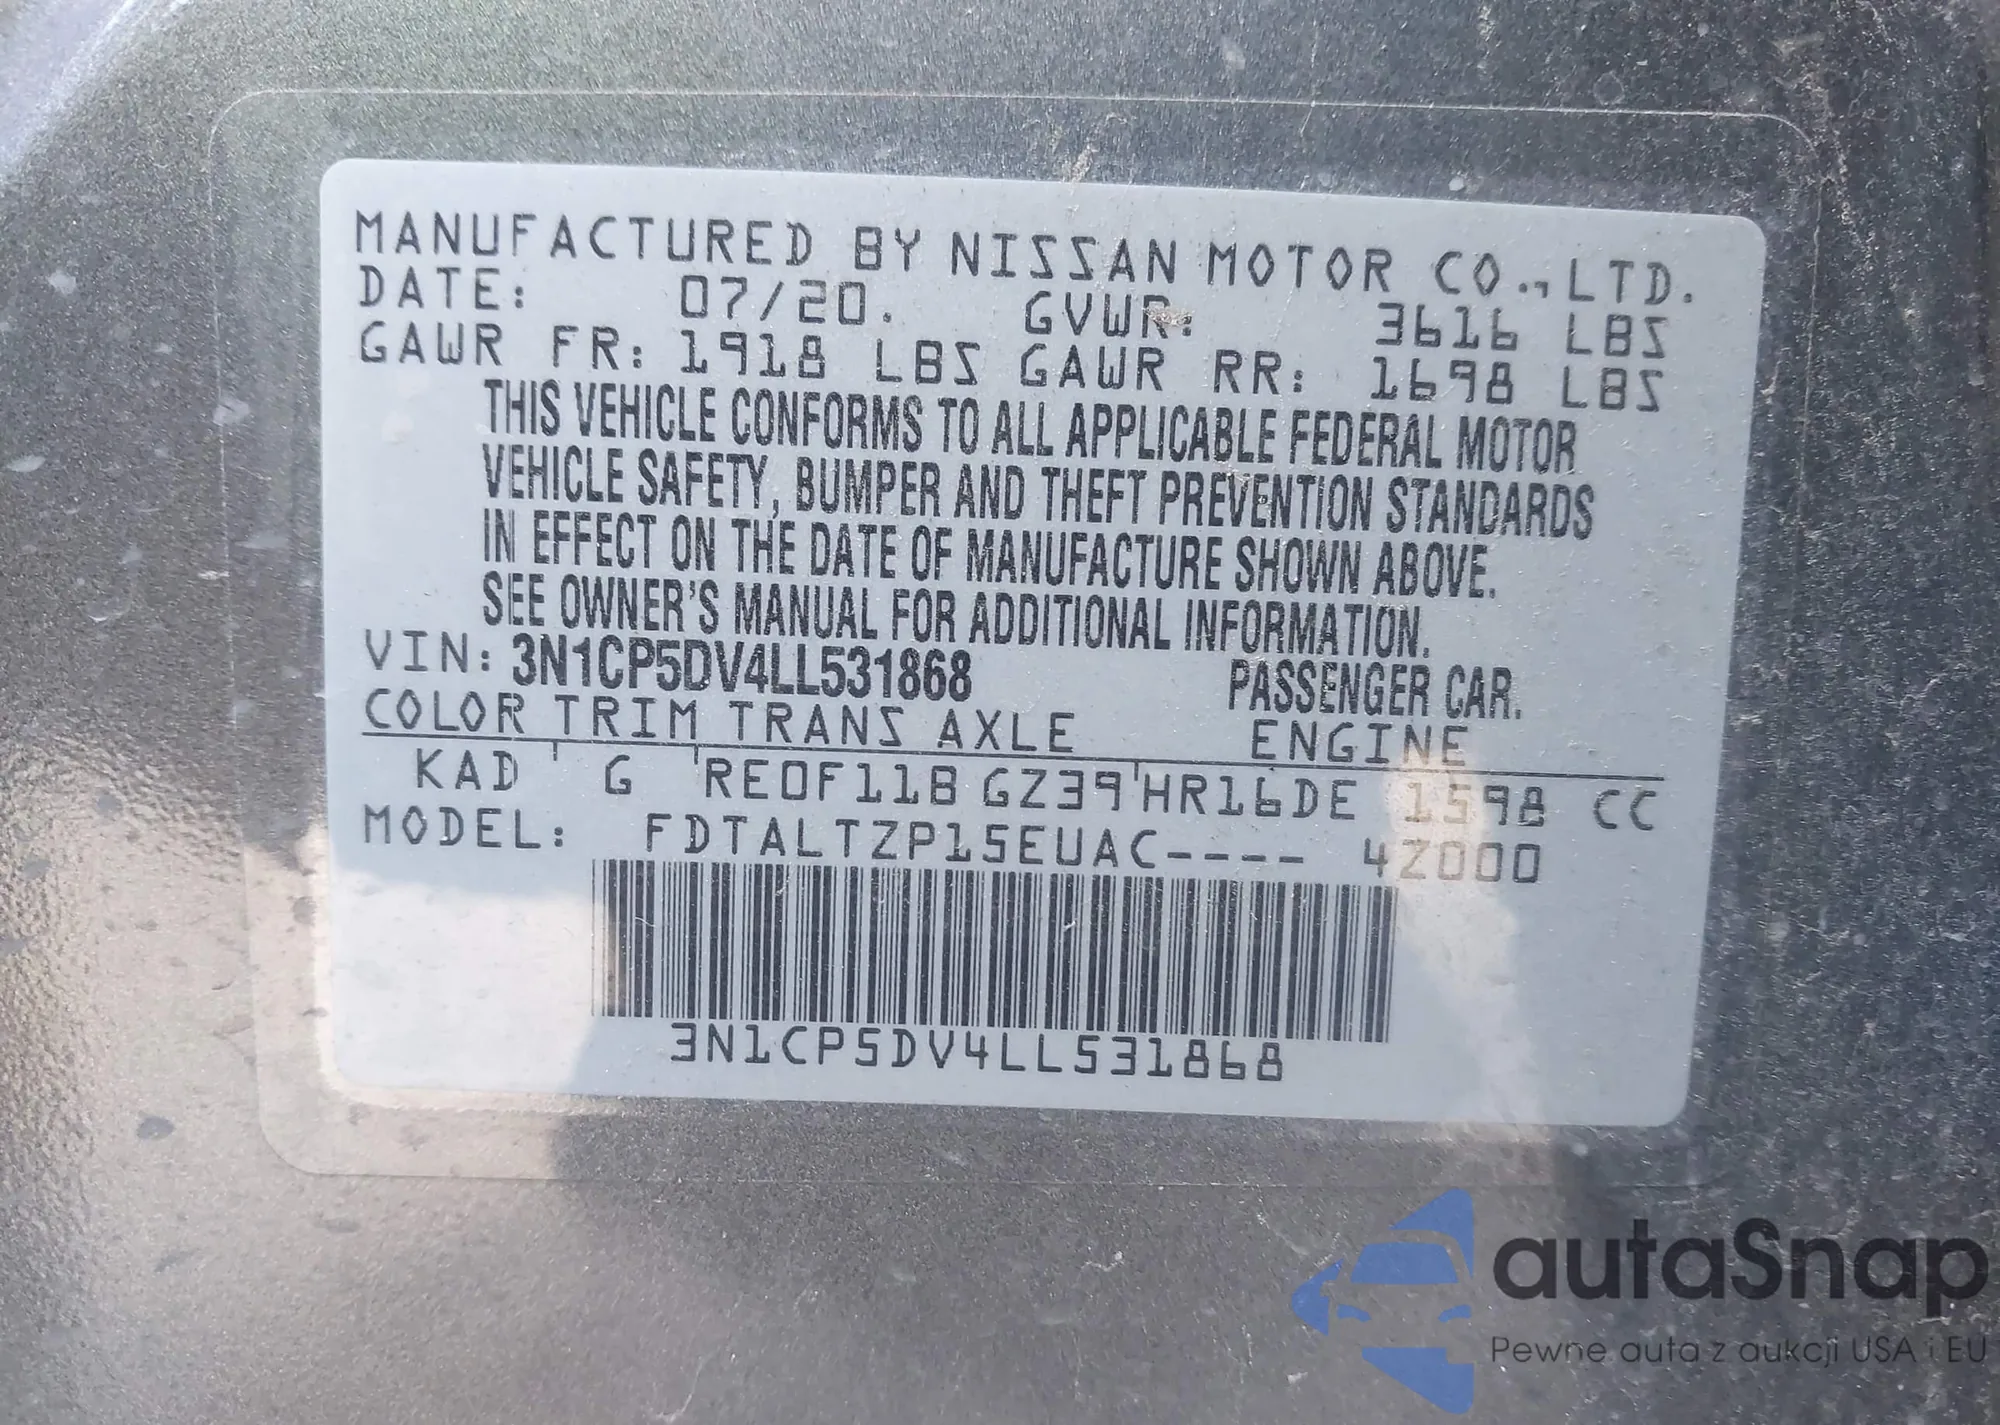 MANUFACTURED BY NISSAN MOTOR CO.,LTD.
DATE: 07/20. GVWR: 3616 LBS
GAWR FR: 1918 LBS GAWR RR: 1698 LBS
THIS VEHICLE CONFORMS TO ALL APPLICABLE FEDERAL MOTOR
VEHICLE SAFETY, BUMPER AND THEFT PREVENTION STANDARDS
IN EFFECT ON THE DATE OF MANUFACTURE SHOWN ABOVE.
SEE OWNER'S MANUAL FOR ADDITIONAL INFORMATION.
VIN: 3N1CP5DV4LL531868 PASSENGER CAR.
COLOR TRIM TRANS AXLE ENGINE
KAD ' G 'RE0F11B GZ39'HR16DE 1598 CC
MODEL: FDTALTZP15EUAC---- 4Z000
3N1CP5DV4LL531868
autaSnap
Pewne auta z aukcji USA i EU